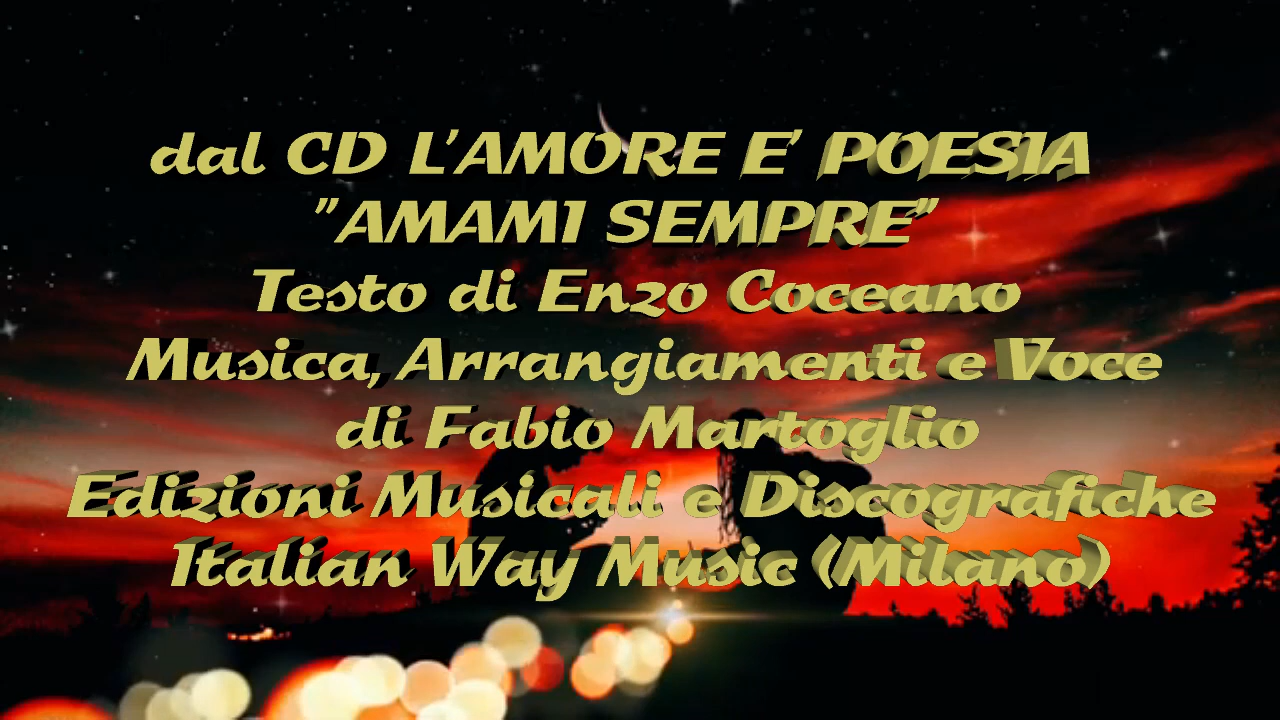 dal CD L'AMORE E' POESIA
"AMAMI SEMPRE"
Testo di Enzo Coceano
Musica, Arrangiamenti e Voce
di Fabio Martoglio
Edizioni Musicali e Discografiche
Italian Way Music (Milano)